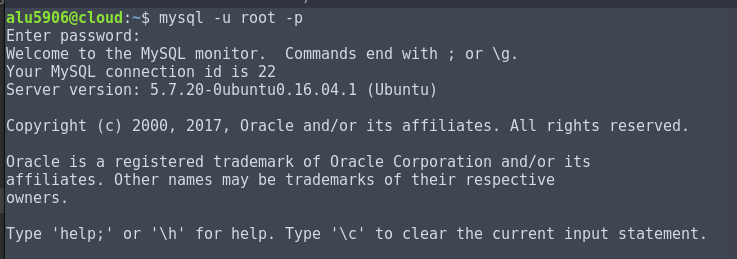 alu5906@cloud:~$ mysql -u root -p
Enter password:
Welcome to the MySQL monitor.  Commands end with ; or \g.
Your MySQL connection id is 22
Server version: 5.7.20-0ubuntu0.16.04.1 (Ubuntu)
Copyright (c) 2000, 2017, Oracle and/or its affiliates. All rights reserved.
Oracle is a registered trademark of Oracle Corporation and/or its
affiliates. Other names may be trademarks of their respective
owners.
Type 'help;' or '\h' for help. Type '\c' to clear the current input statement.